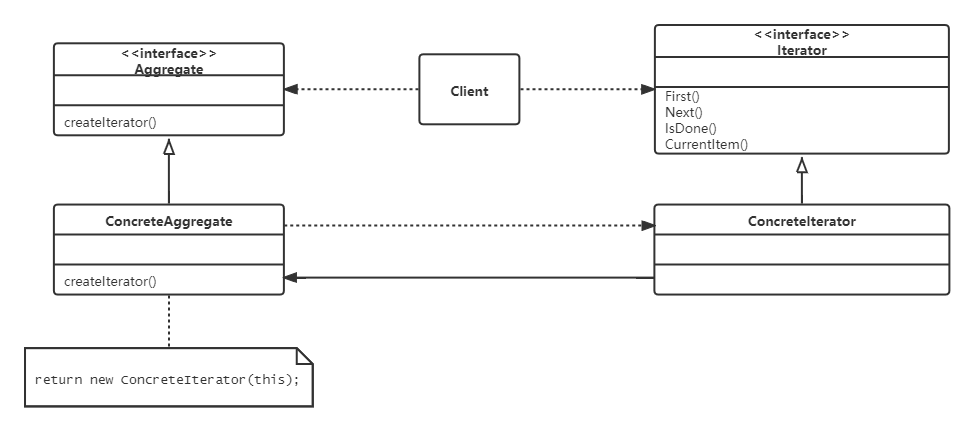 <<interface>>
Aggregate
createIterator()
Client
<<interface>>
Iterator
First()
Next()
IsDone()
CurrentItem()
ConcreteAggregate
createIterator()
ConcreteIterator
return new ConcreteIterator(this);